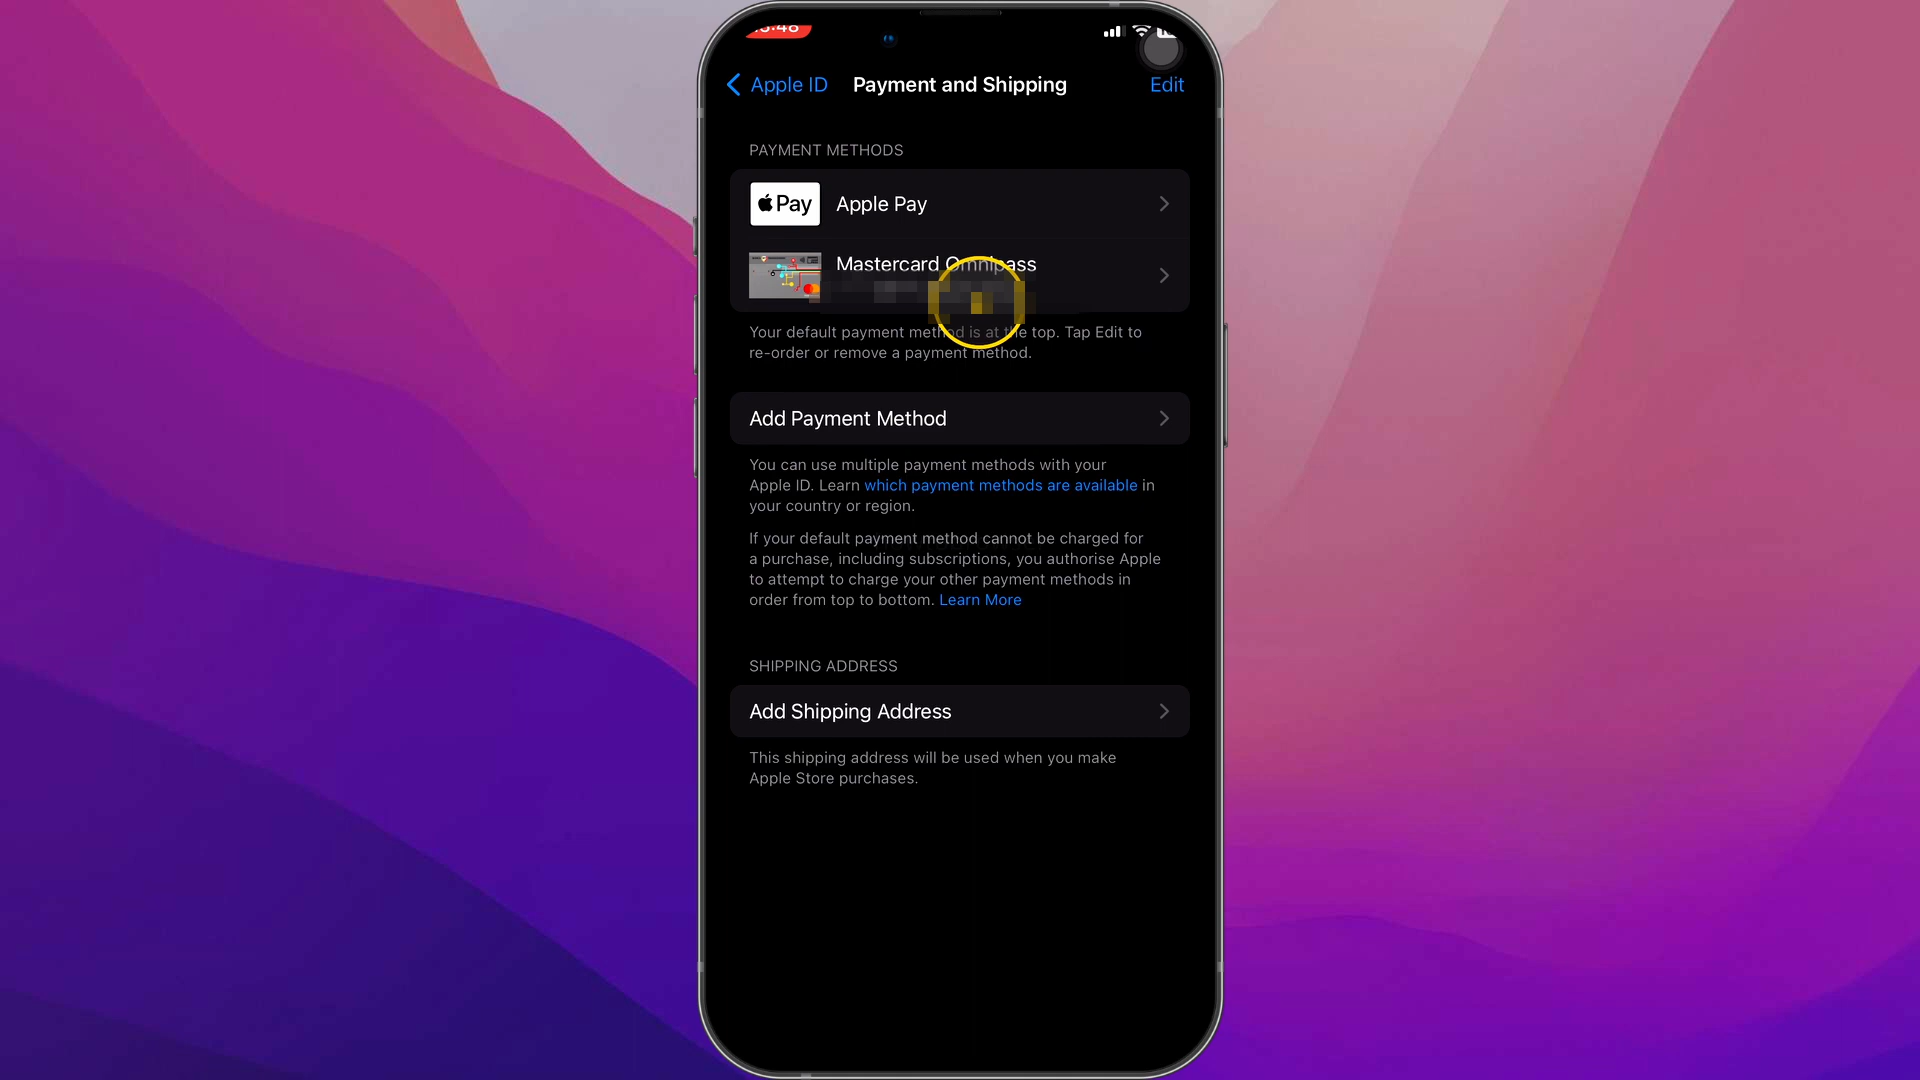 Apple ID
Payment and Shipping
Edit
PAYMENT METHODS
Pay
Apple Pay
Mastercard Omnipass
Your default payment method is at the top. Tap Edit to
re-order or remove a payment method.
Add Payment Method
You can use multiple payment methods with your
Apple ID. Learn which payment methods are available in
your country or region.
If your default payment method cannot be charged for
a purchase, including subscriptions, you authorise Apple
to attempt to charge your other payment methods in
order from top to bottom. Learn More
SHIPPING ADDRESS
Add Shipping Address
This shipping address will be used when you make
Apple Store purchases.